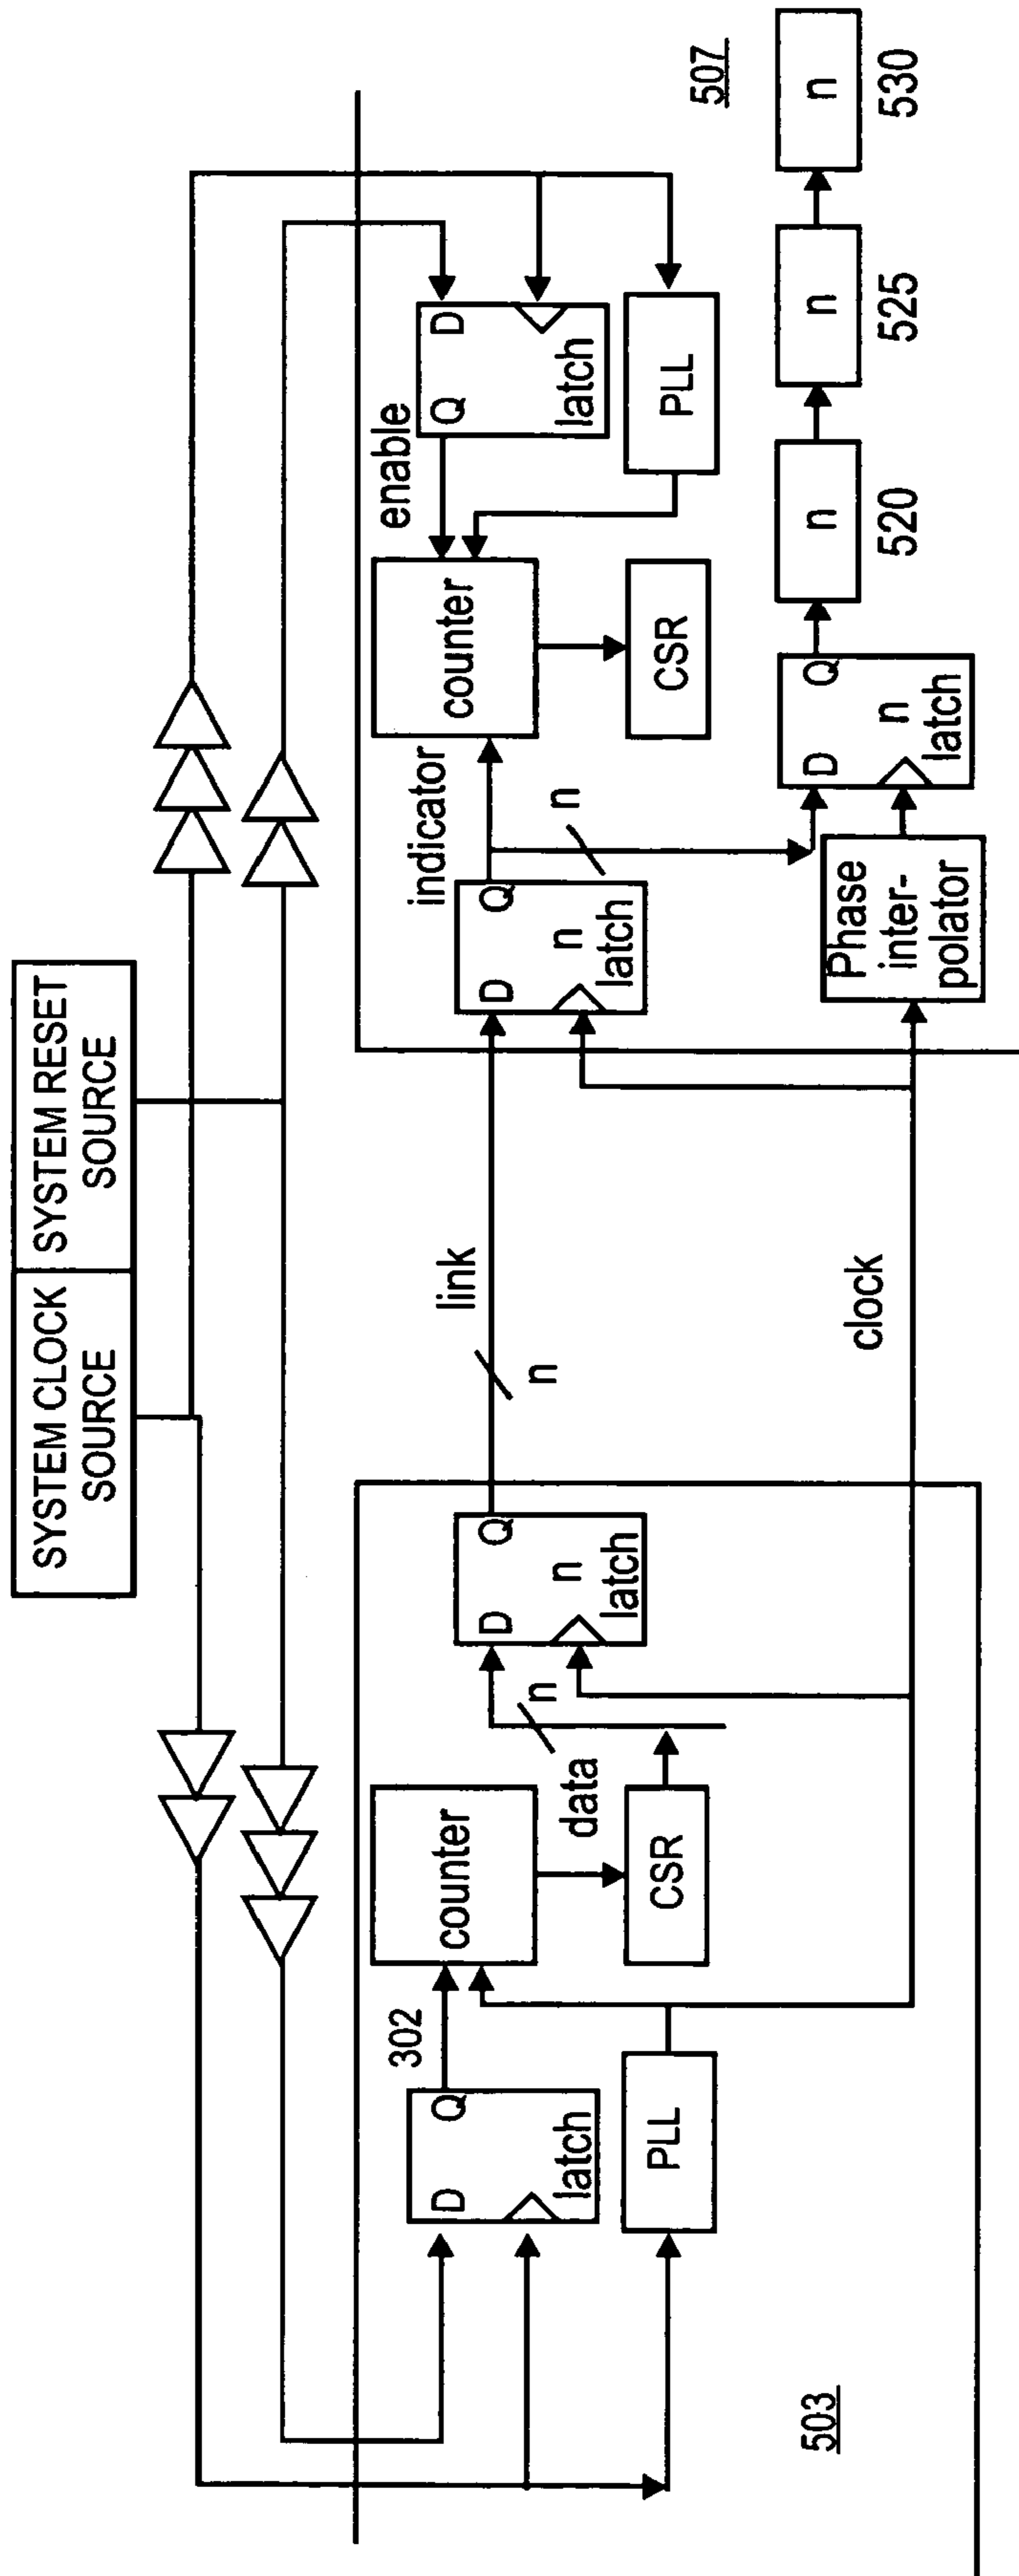 SYSTEM CLOCK
SOURCE
SYSTEM RESET
SOURCE
503
D
Q
latch
302
PLL
counter
CSR
data
n
D
Q
n
latch
link
n
clock
D
Q
n
latch
indicator
n
counter
CSR
enable
Q
D
latch
PLL
Phase
inter-
polator
D
Q
n
latch
n
520
n
525
n
530
507